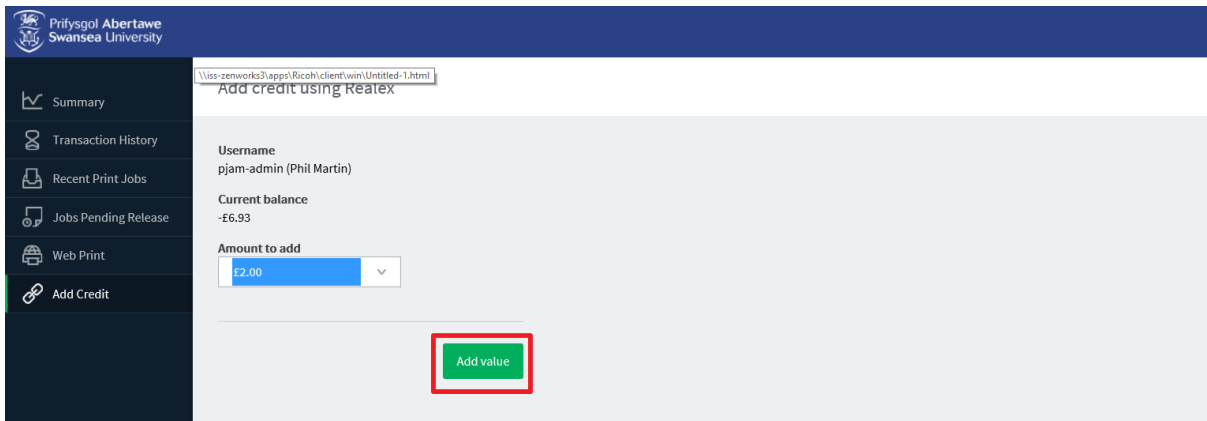 Prifysgol Abertawe
Swansea University
\\iss-zenworks3\apps\Ricoh\client\win\Untitled-1.html
Add credit using Realex
Summary
Transaction History
Recent Print Jobs
Jobs Pending Release
Web Print
Add Credit
Username
pjam-admin (Phil Martin)
Current balance
-£6.93
Amount to add
£2.00
Add value